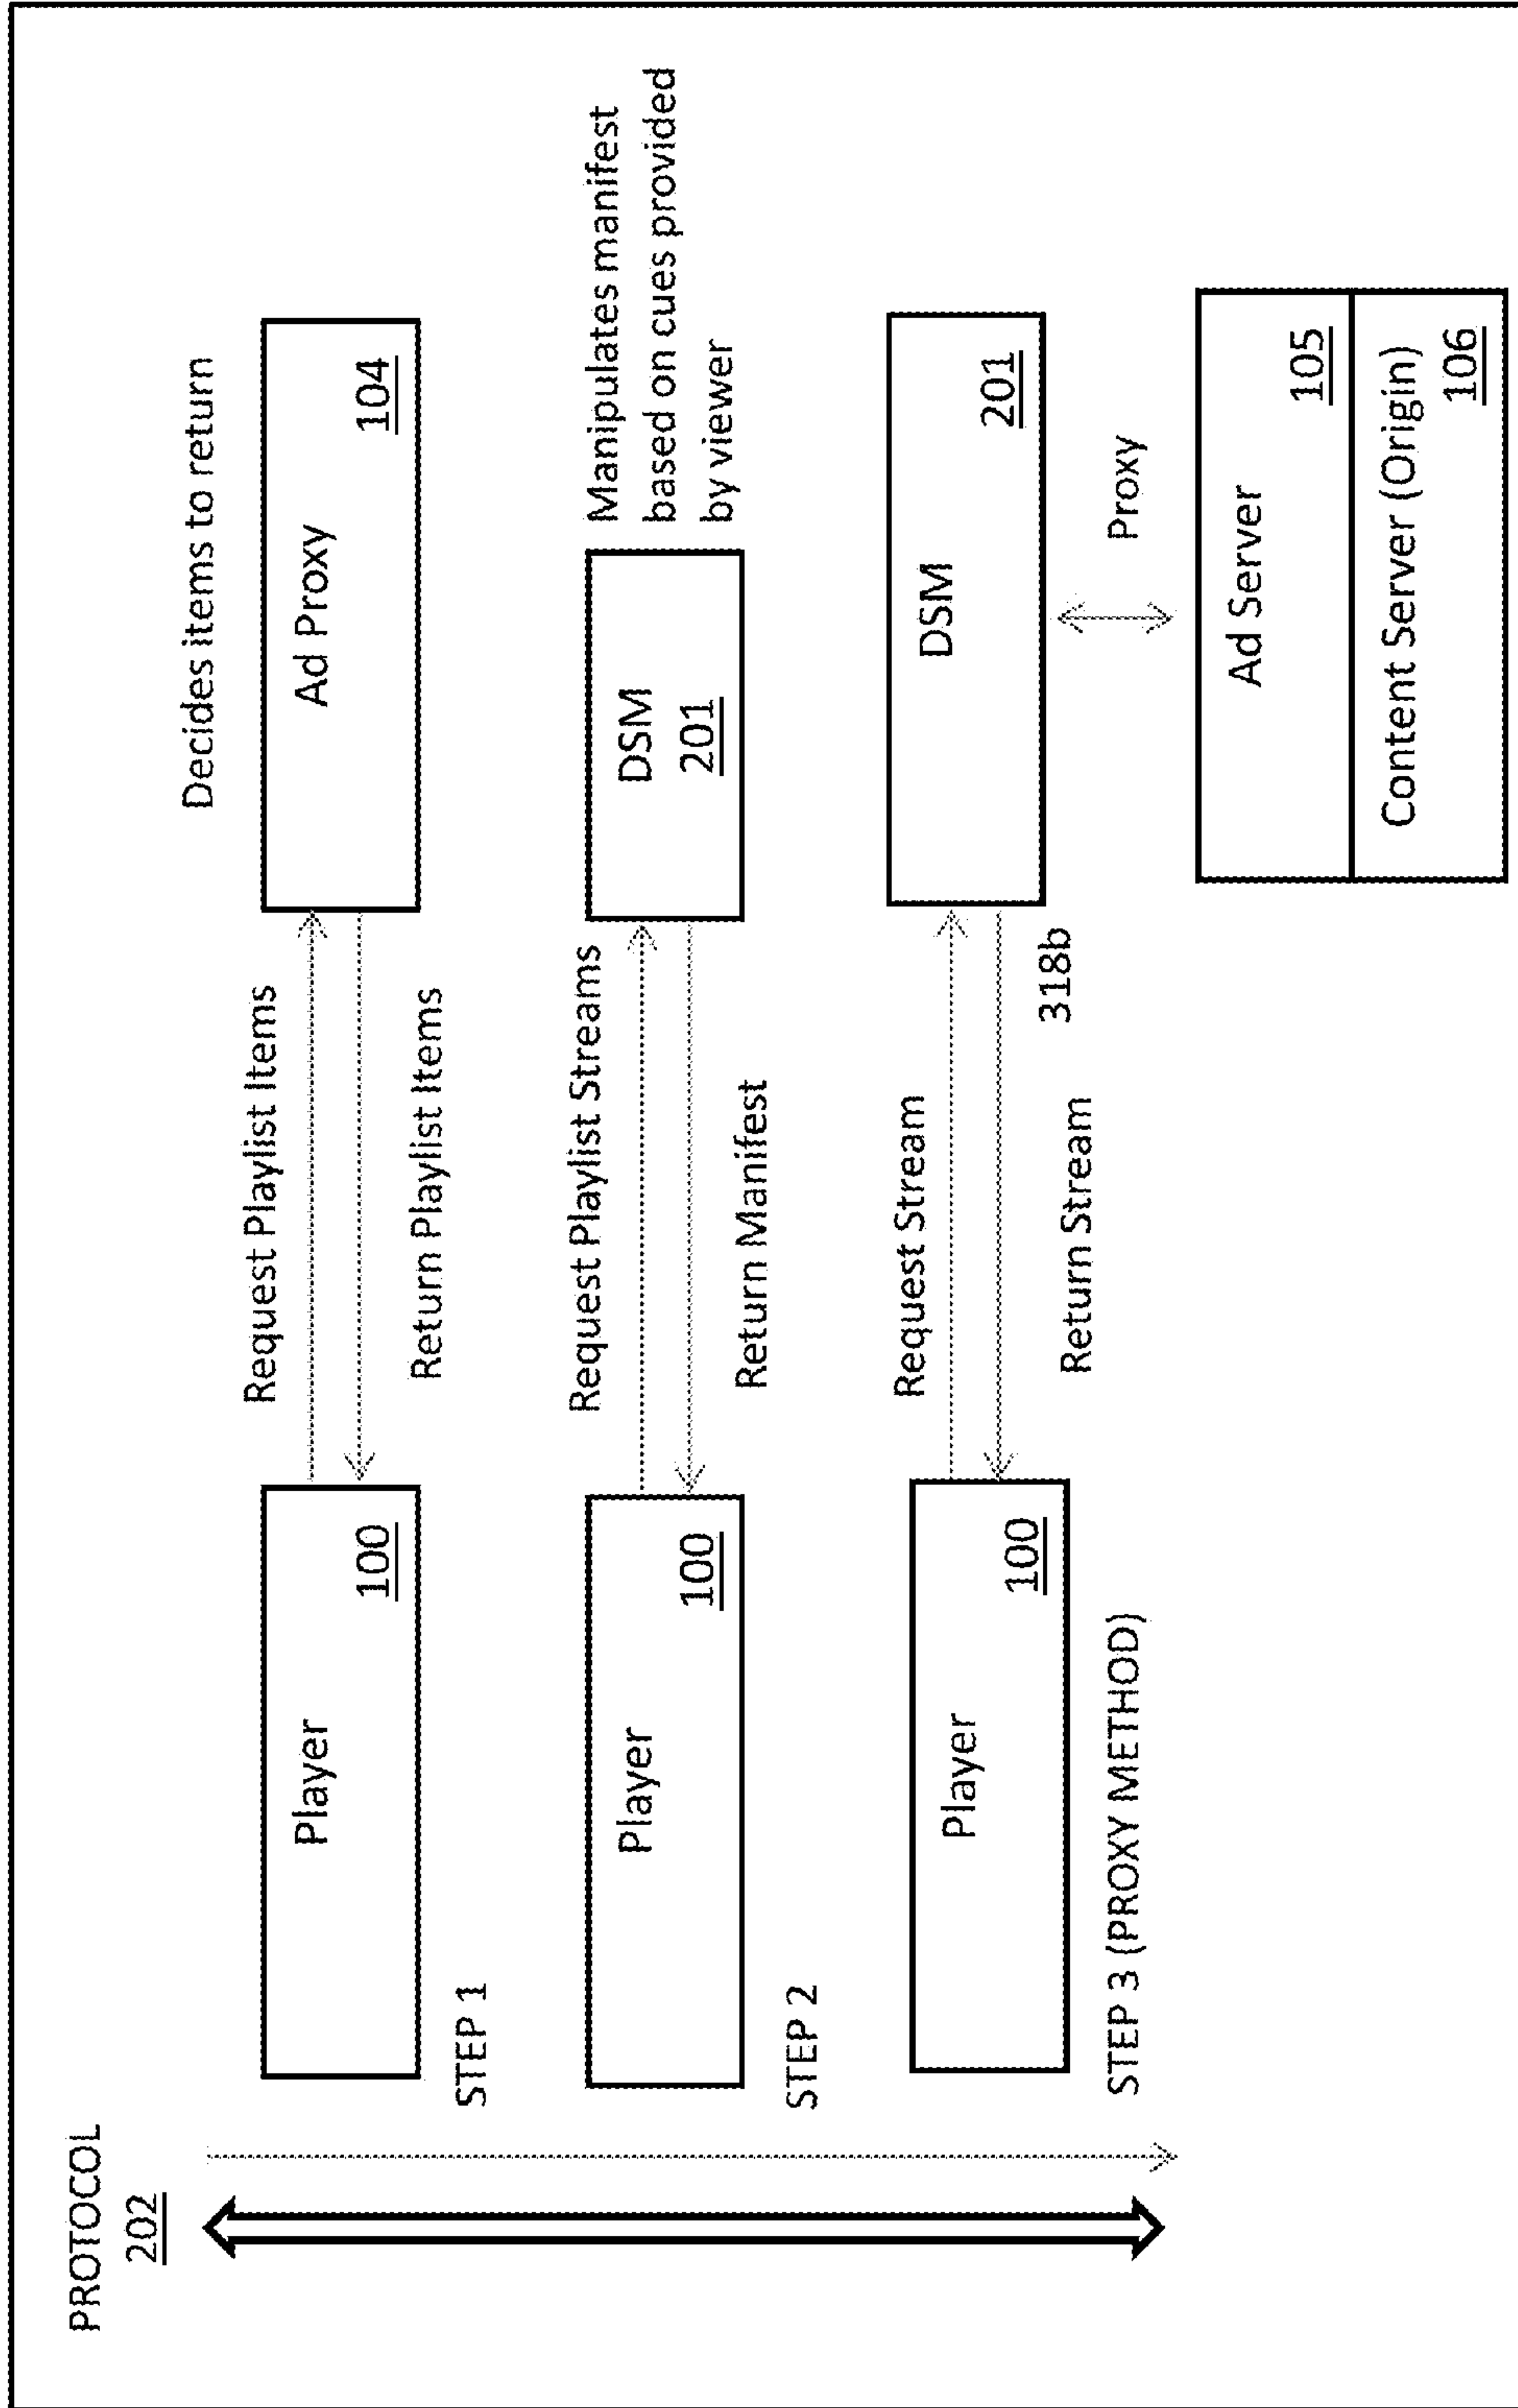 PROTOCOL
202
Decides items to return
Player
100
Request Playlist Items
Return Playlist Items
Ad Proxy
104
STEP 1
Player
100
Request Playlist Streams
Return Manifest
DSM
201
Manipulates manifest
based on cues provided
by viewer
STEP 2
Player
100
Request Stream
Return Stream
318b
DSM
201
STEP 3 (PROXY METHOD)
Proxy
Ad Server
105
Content Server (Origin)
106